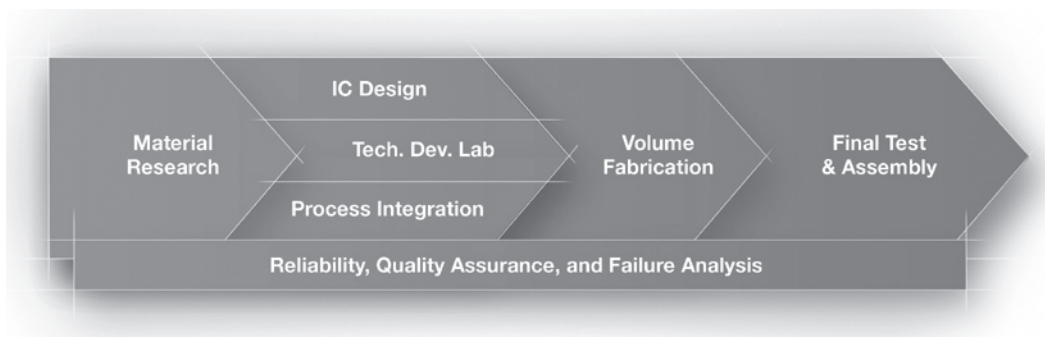 Material
Research
IC Design
Tech. Dev. Lab
Process Integration
Volume
Fabrication
Final Test
& Assembly
Reliability, Quality Assurance, and Failure Analysis